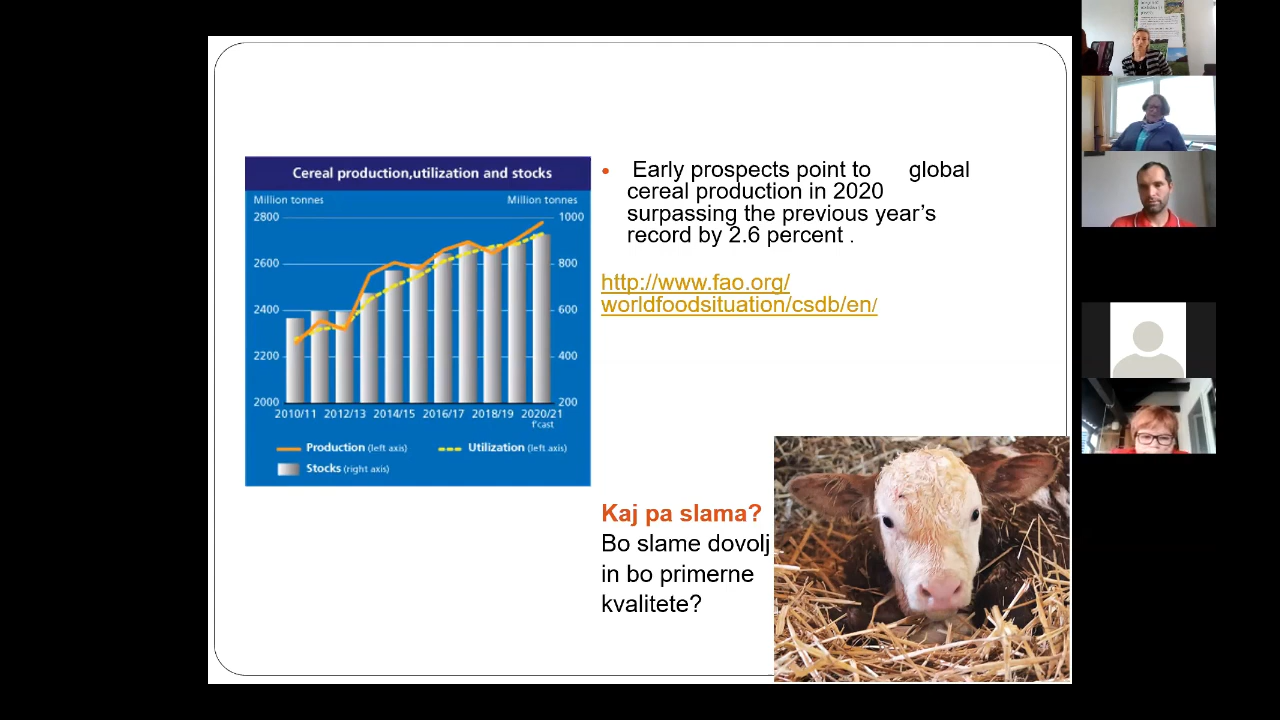 Cereal production,utilization and stocks
Million tonnes Million tonnes
2800 1000
2600 800
2400 600
2200 400
2000 200
2010/11 2012/13 2014/15 2016/17 2018/19 2020/21
f'cast
Production (left axis) Utilization (left axis)
Stocks (right axis)
• Early prospects point to global
cereal production in 2020
surpassing the previous year’s
record by 2.6 percent .
http://www.fao.org/
worldfoodsituation/csdb/en/
Kaj pa slama?
Bo slame dovolj
in bo primerne
kvalitete?